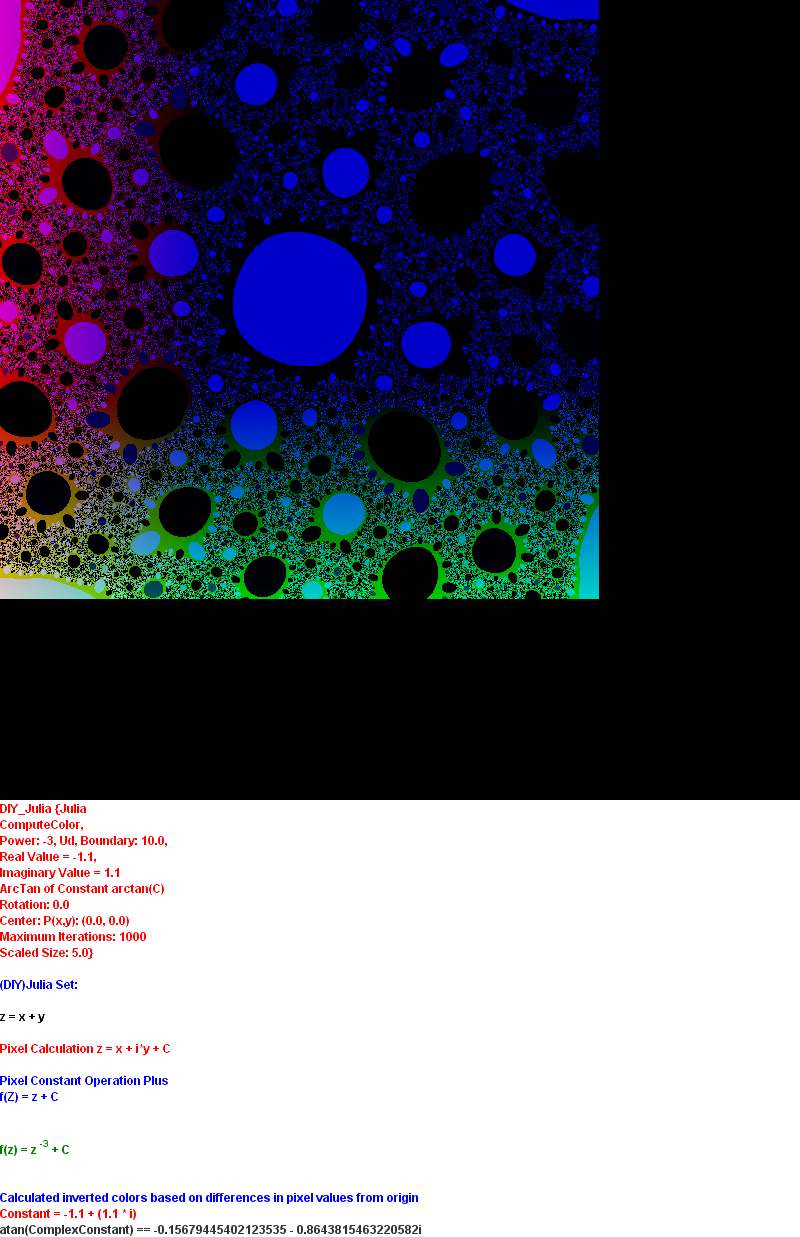 DIY_Julia {Julia
ComputeColor,
Power: -3, Ud, Boundary: 10.0,
Real Value = -1.1,
Imaginary Value = 1.1
ArcTan of Constant arctan(C)
Rotation: 0.0
Center: P(x,y): (0.0, 0.0)
Maximum Iterations: 1000
Scaled Size: 5.0}
(DIY)Julia Set:
z = x + y
Pixel Calculation z = x + i*y + C
Pixel Constant Operation Plus
f(Z) = z + C
f(z) = z -3 + C
Calculated inverted colors based on differences in pixel values from origin
Constant = -1.1 + (1.1 * i)
atan(ComplexConstant) == -0.15679445402123535 - 0.8643815463220582i